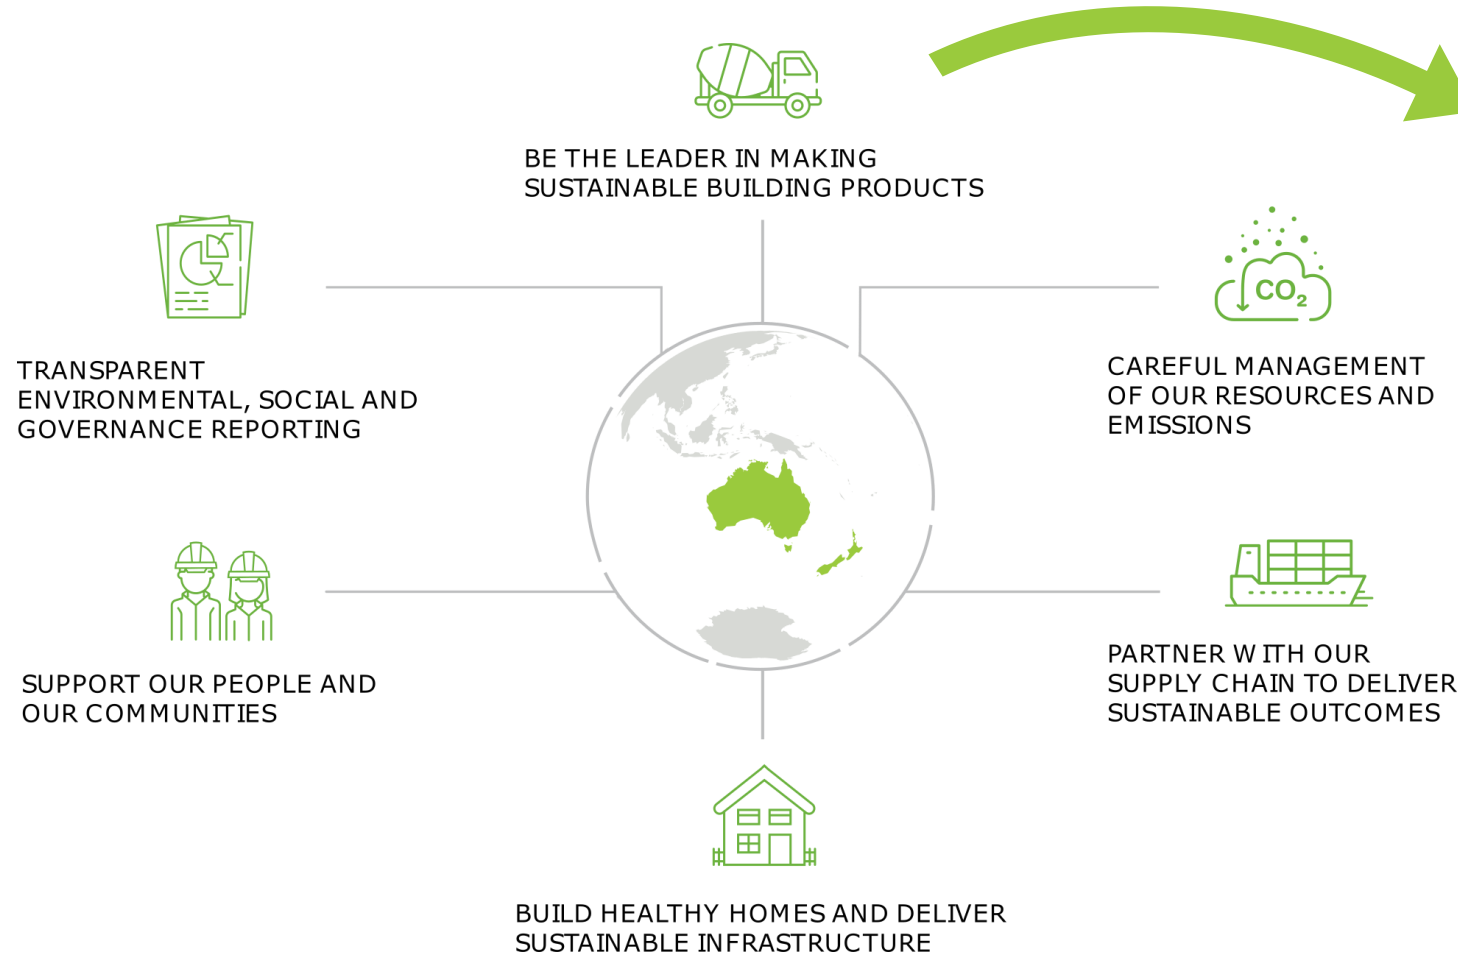 BE THE LEADER IN MAKING
SUSTAINABLE BUILDING PRODUCTS
CO2
CAREFUL MANAGEMENT
OF OUR RESOURCES AND
EMISSIONS
PARTNER WITH OUR
SUPPLY CHAIN TO DELIVER
SUSTAINABLE OUTCOMES
BUILD HEALTHY HOMES AND DELIVER
SUSTAINABLE INFRASTRUCTURE
SUPPORT OUR PEOPLE AND
OUR COMMUNITIES
TRANSPARENT
ENVIRONMENTAL, SOCIAL AND
GOVERNANCE REPORTING